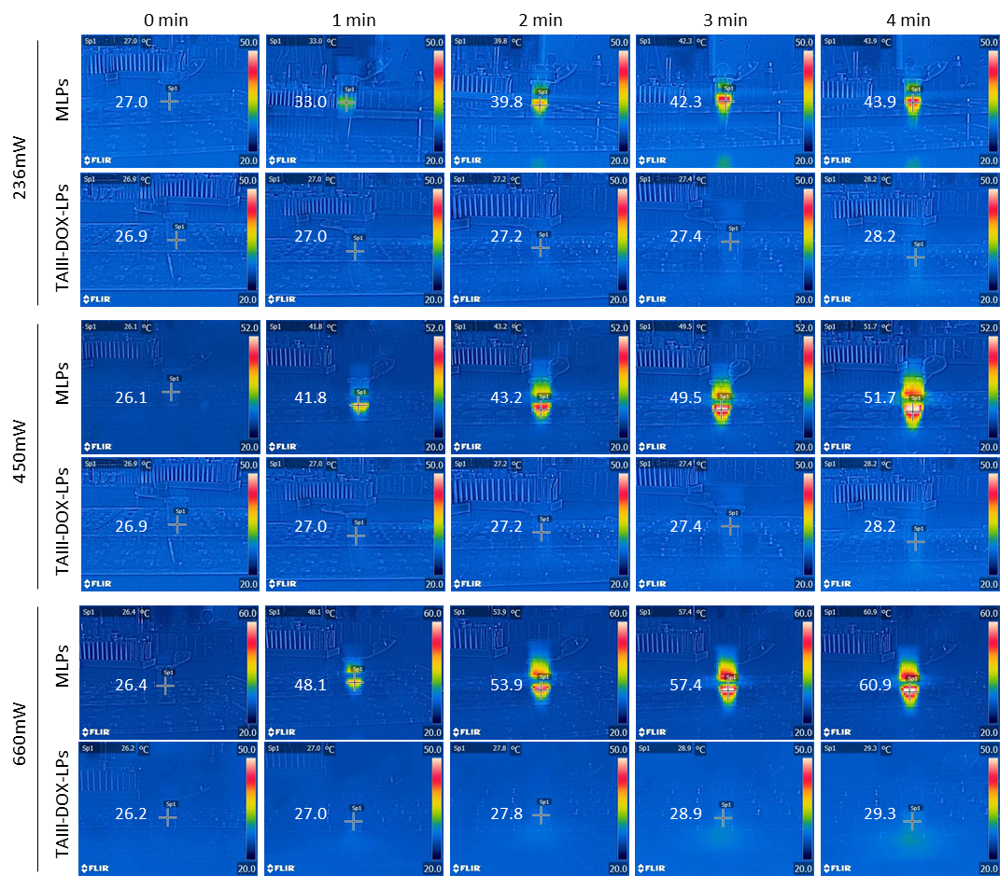 0 min 1 min 2 min 3 min 4 min
236mW
MLPs
Sp1 27.0 °C 50.0 Sp1 33.0 °C 50.0 Sp1 39.8 °C 50.0 Sp1 42.3 °C 50.0 Sp1 43.9 °C 50.0
Sp1 Sp1 Sp1 Sp1 Sp1
27.0 33.0 39.8 42.3 43.9
FLIR 20.0 FLIR 20.0 FLIR 20.0 FLIR 20.0 FLIR 20.0
TAIII-DOX-LPs
Sp1 26.9 °C 50.0 Sp1 27.0 °C 50.0 Sp1 27.2 °C 50.0 Sp1 27.4 °C 50.0 Sp1 28.2 °C 50.0
Sp1 Sp1 Sp1 Sp1 Sp1
26.9 27.0 27.2 27.4 28.2
FLIR 20.0 FLIR 20.0 FLIR 20.0 FLIR 20.0 FLIR 20.0
450mW
MLPs
Sp1 26.1 °C 52.0 Sp1 41.8 °C 52.0 Sp1 43.2 °C 52.0 Sp1 49.5 °C 52.0 Sp1 51.7 °C 52.0
Sp1 Sp1 Sp1 Sp1 Sp1
26.1 41.8 43.2 49.5 51.7
FLIR 20.0 FLIR 20.0 FLIR 20.0 FLIR 20.0 FLIR 20.0
TAIII-DOX-LPs
Sp1 26.9 °C 50.0 Sp1 27.0 °C 50.0 Sp1 27.2 °C 50.0 Sp1 27.4 °C 50.0 Sp1 28.2 °C 50.0
Sp1 Sp1 Sp1 Sp1 Sp1
26.9 27.0 27.2 27.4 28.2
FLIR 20.0 FLIR 20.0 FLIR 20.0 FLIR 20.0 FLIR 20.0
660mW
MLPs
Sp1 26.4 °C 60.0 Sp1 48.1 °C 60.0 Sp1 53.9 °C 60.0 Sp1 57.4 °C 60.0 Sp1 60.9 °C 60.0
Sp1 Sp1 Sp1 Sp1 Sp1
26.4 48.1 53.9 57.4 60.9
FLIR 20.0 FLIR 20.0 FLIR 20.0 FLIR 20.0 FLIR 20.0
TAIII-DOX-LPs
Sp1 26.2 °C 50.0 Sp1 27.0 °C 50.0 Sp1 27.8 °C 50.0 Sp1 28.9 °C 50.0 Sp1 29.3 °C 50.0
Sp1 Sp1 Sp1 Sp1 Sp1
26.2 27.0 27.8 28.9 29.3
FLIR 20.0 FLIR 20.0 FLIR 20.0 FLIR 20.0 FLIR 20.0